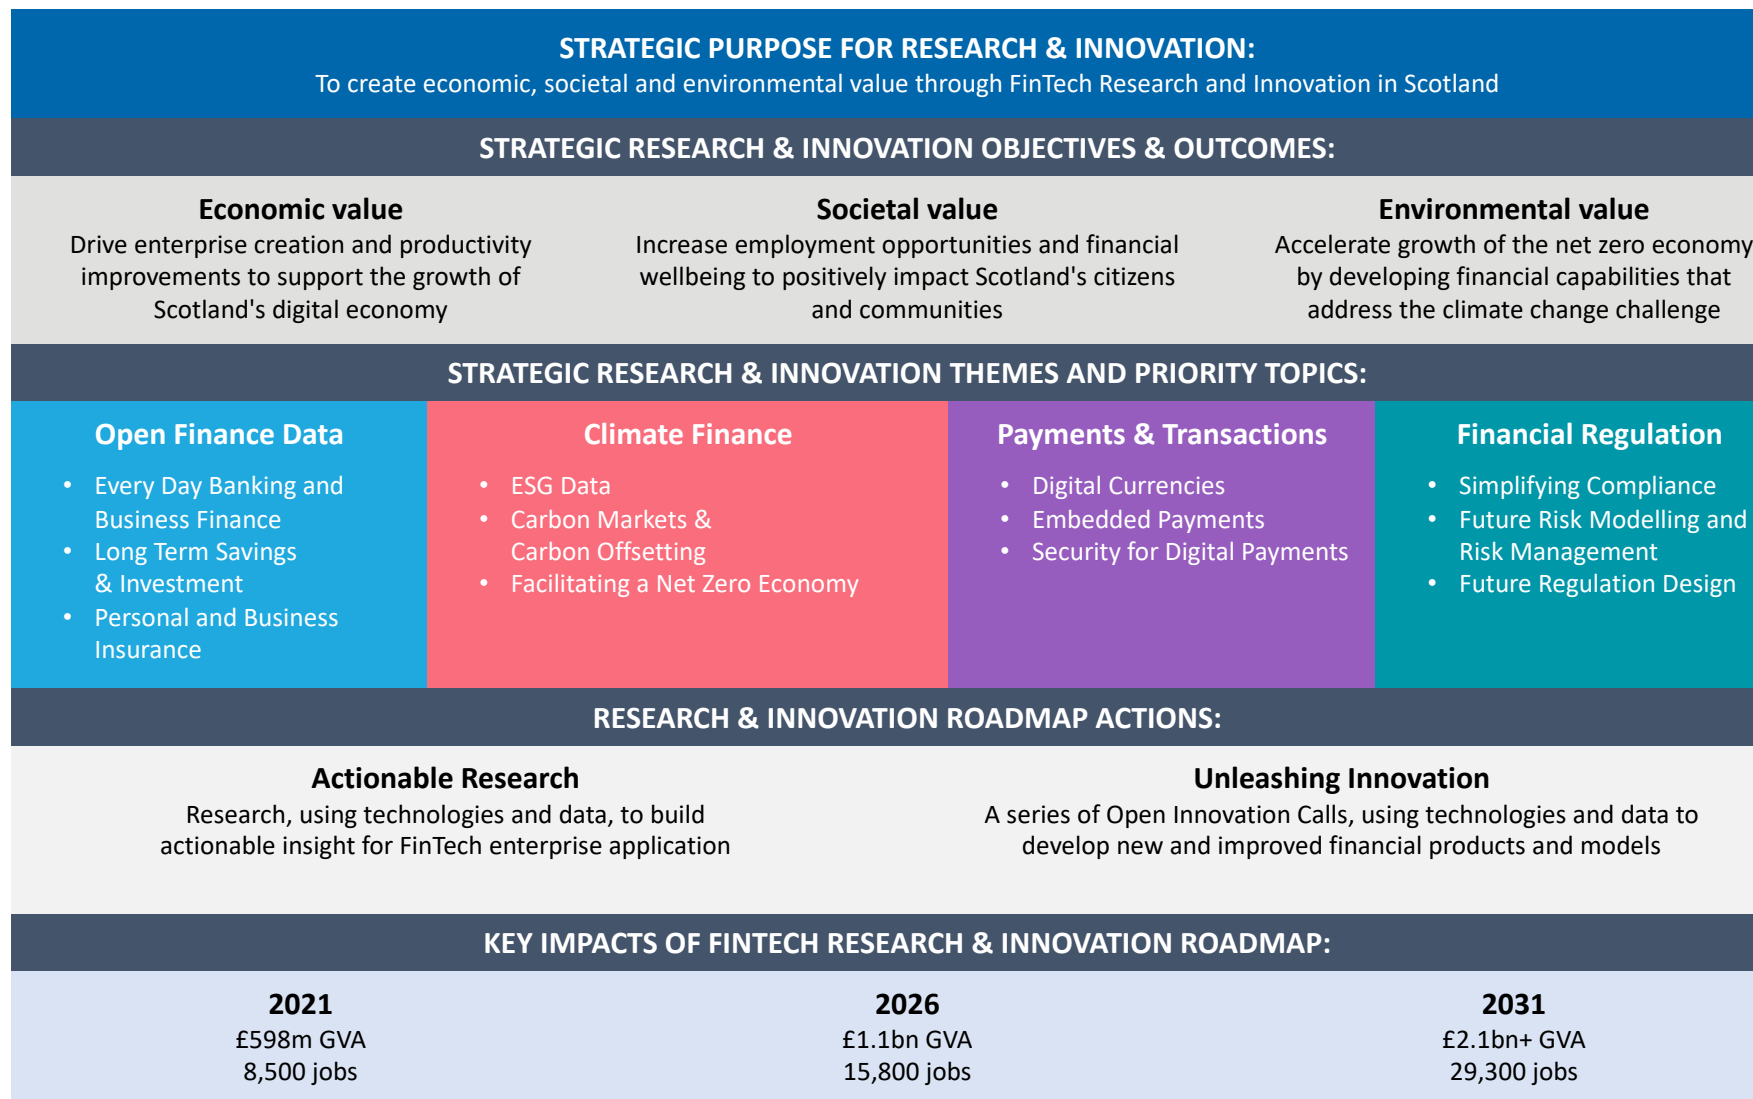 STRATEGIC PURPOSE FOR RESEARCH & INNOVATION:
To create economic, societal and environmental value through FinTech Research and Innovation in Scotland
STRATEGIC RESEARCH & INNOVATION OBJECTIVES & OUTCOMES:
Economic value
Drive enterprise creation and productivity
improvements to support the growth of
Scotland's digital economy
Societal value
Increase employment opportunities and financial
wellbeing to positively impact Scotland's citizens
and communities
Environmental value
Accelerate growth of the net zero economy
by developing financial capabilities that
address the climate change challenge
STRATEGIC RESEARCH & INNOVATION THEMES AND PRIORITY TOPICS:
Open Finance Data
• Every Day Banking and
Business Finance
• Long Term Savings
& Investment
• Personal and Business
Insurance
Climate Finance
• ESG Data
• Carbon Markets &
Carbon Offsetting
• Facilitating a Net Zero Economy
Payments & Transactions
• Digital Currencies
• Embedded Payments
• Security for Digital Payments
Financial Regulation
• Simplifying Compliance
• Future Risk Modelling and
Risk Management
• Future Regulation Design
RESEARCH & INNOVATION ROADMAP ACTIONS:
Actionable Research
Research, using technologies and data, to build
actionable insight for FinTech enterprise application
Unleashing Innovation
A series of Open Innovation Calls, using technologies and data to
develop new and improved financial products and models
KEY IMPACTS OF FINTECH RESEARCH & INNOVATION ROADMAP:
2021
£598m GVA
8,500 jobs
2026
£1.1bn GVA
15,800 jobs
2031
£2.1bn+ GVA
29,300 jobs